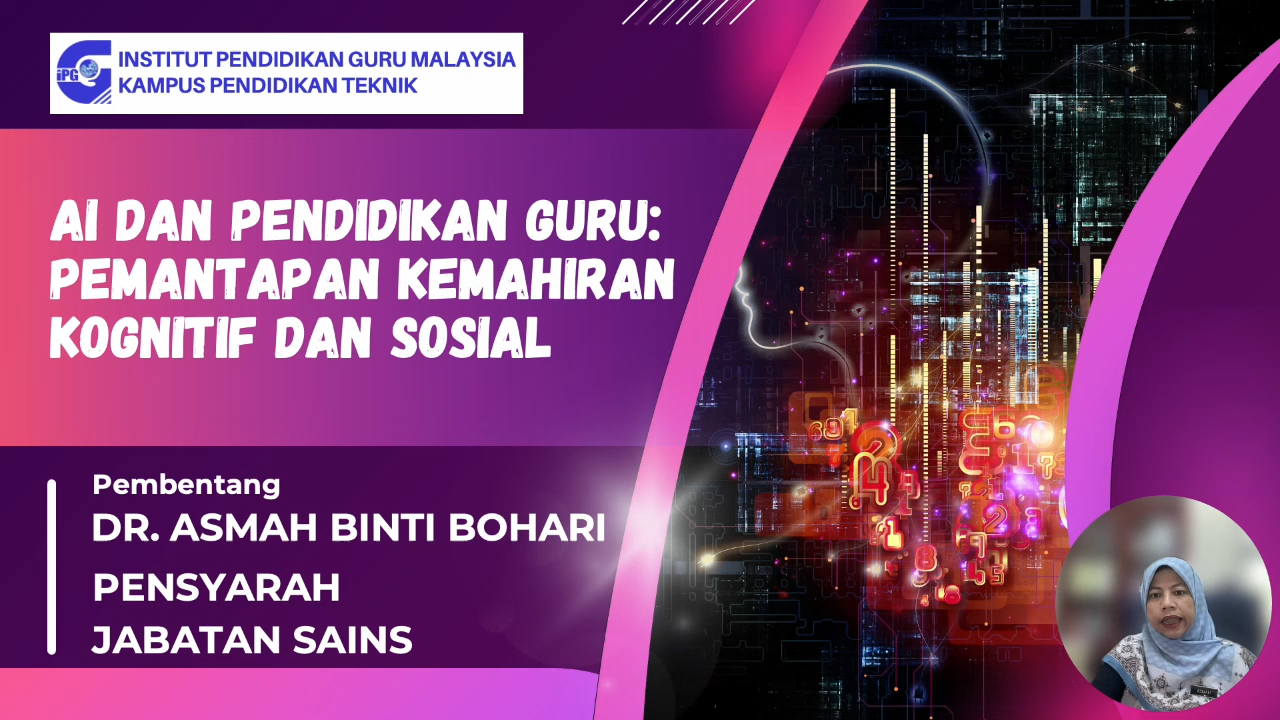 iPG
INSTITUT PENDIDIKAN GURU MALAYSIA
KAMPUS PENDIDIKAN TEKNIK
AI DAN PENDIDIKAN GURU:
PEMANTAPAN KEMAHIRAN
KOGNITIF DAN SOSIAL
Pembentang
DR. ASMAH BINTI BOHARI
PENSYARAH
JABATAN SAINS